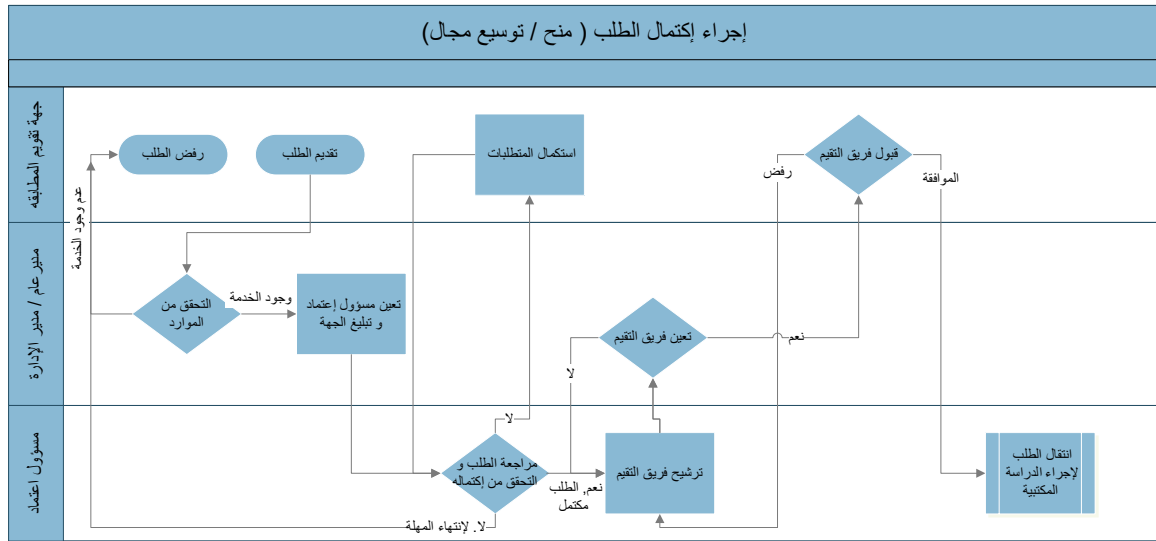 إجراء إكتمال الطلب ( منح / توسيع مجال)
جهة تقويم المطابقه
رفض الطلب
تقديم الطلب
استكمال المتطلبات
قبول فريق التقيم
رفض
الموافقة
عدم وجود الخدمة
مدير عام / مدير الإدارة
التحقق من
الموارد
وجود الخدمة
تعين مسؤول إعتماد
و تبليغ الجهة
تعين فريق التقيم
نعم
لا
مسؤول اعتماد
لا
مراجعة الطلب و
التحقق من إكتماله
نعم, الطلب
مكتمل
ترشيح فريق التقيم
انتقال الطلب
لإجراء الدراسة
المكتبية
لا. لإنتهاء المهلة